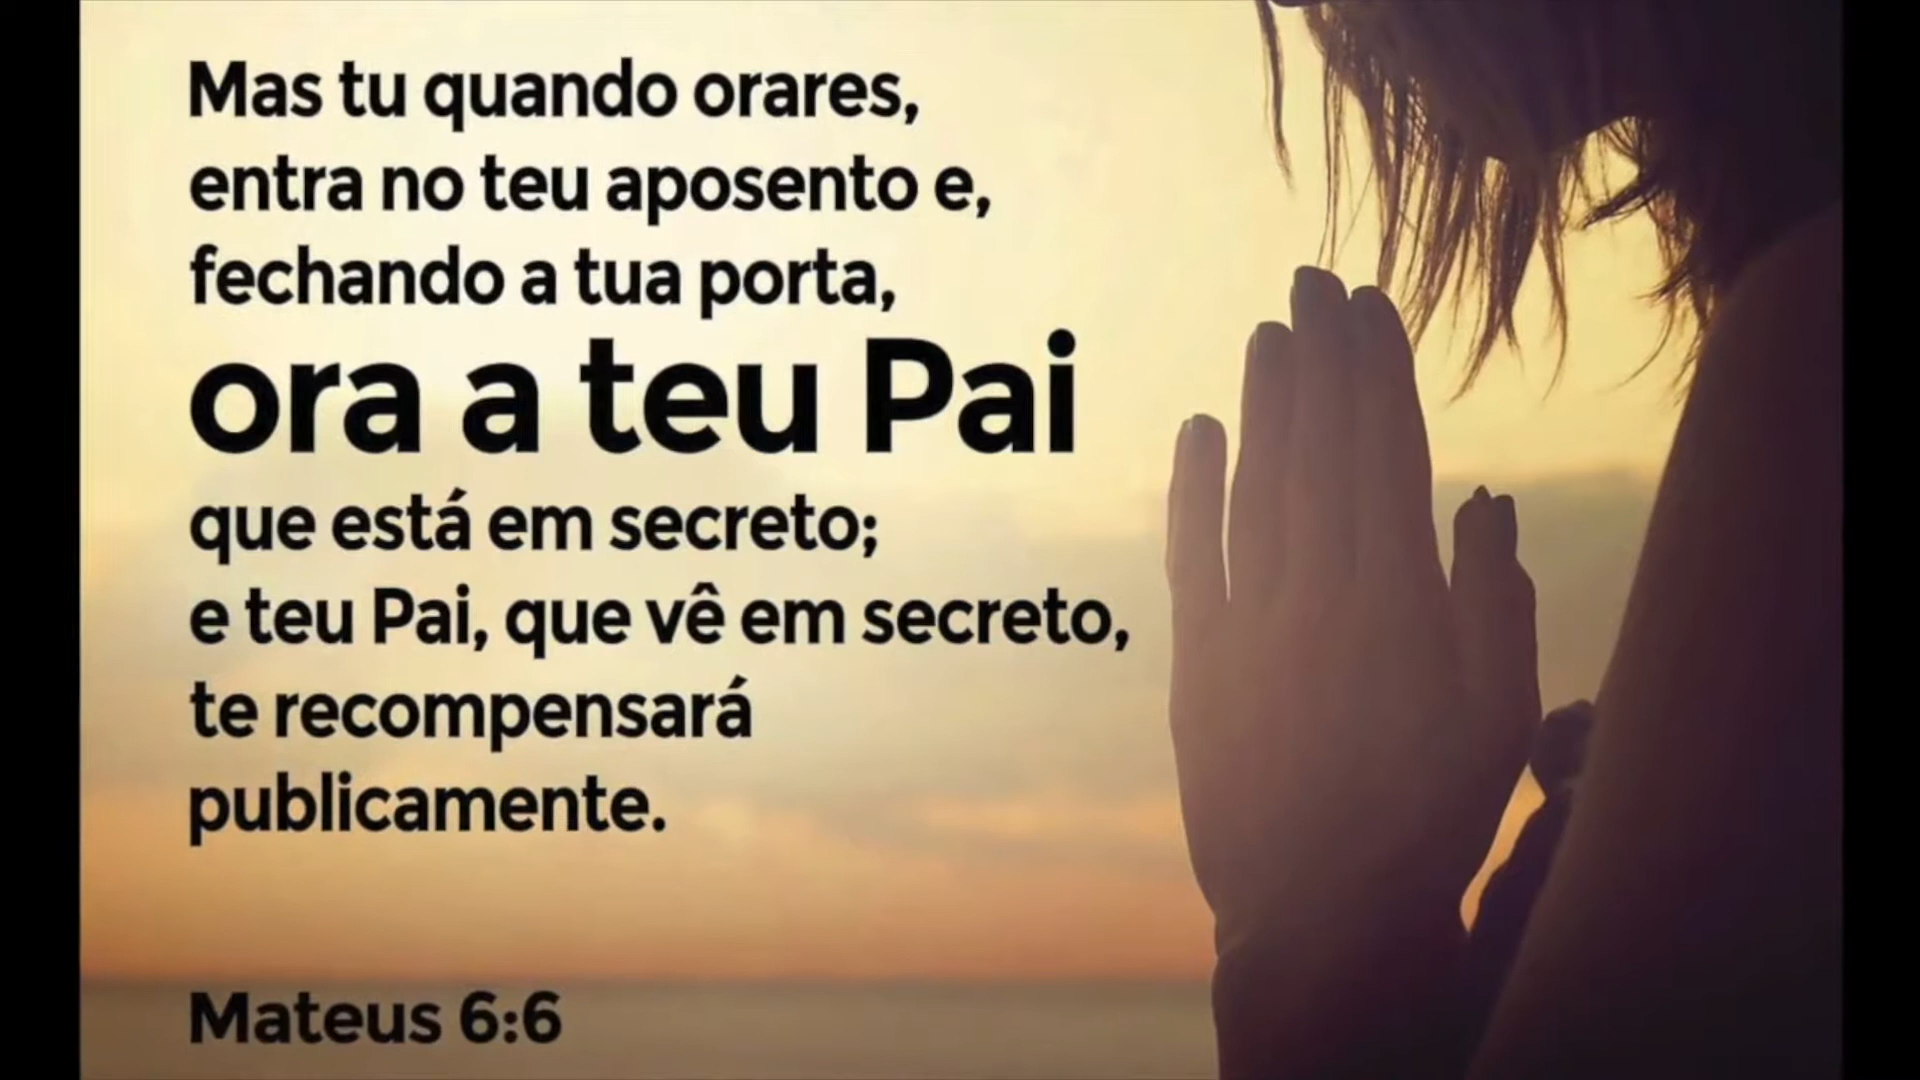 Mas tu quando orares,
entra no teu aposento e,
fechando a tua porta,
ora a teu Pai
que está em secreto;
e teu Pai, que vê em secreto,
te recompensará
publicamente.
Mateus 6:6